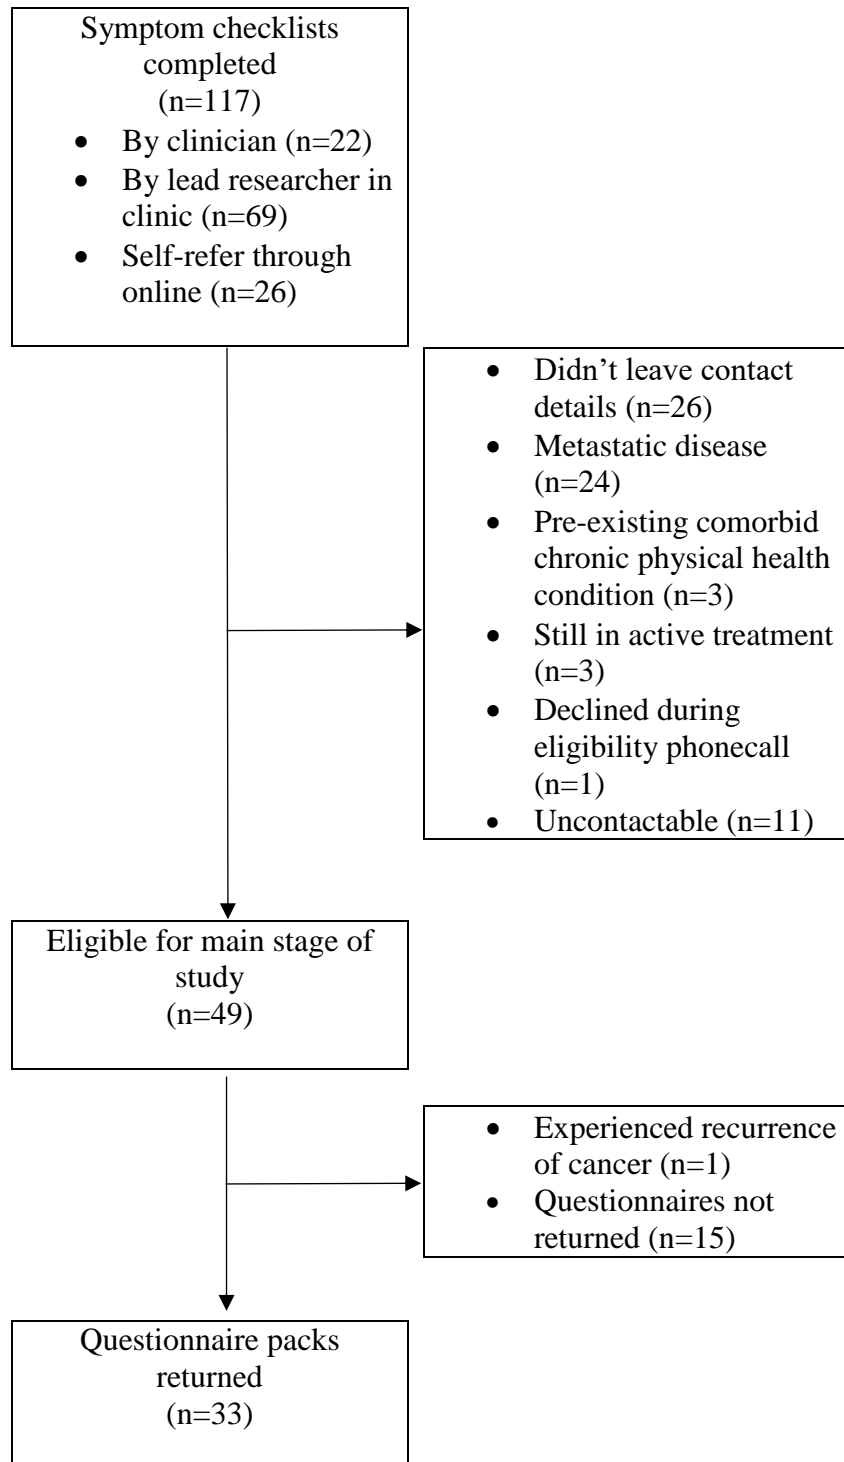 Symptom checklists
completed
(n=117)
• By clinician (n=22)
• By lead researcher in
clinic (n=69)
• Self-refer through
online (n=26)
• Didn’t leave contact
details (n=26)
• Metastatic disease
(n=24)
• Pre-existing comorbid
chronic physical health
condition (n=3)
• Still in active treatment
(n=3)
• Declined during
eligibility phonecall
(n=1)
• Uncontactable (n=11)
Eligible for main stage of
study
(n=49)
• Experienced recurrence
of cancer (n=1)
• Questionnaires not
returned (n=15)
Questionnaire packs
returned
(n=33)